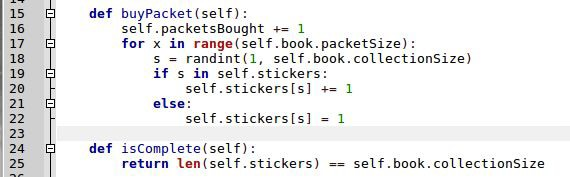 15 def buyPacket(self):
16 self.packetsBought += 1
17 for x in range(self.book.packetSize):
18 s = randint(1, self.book.collectionSize)
19 if s in self.stickers:
20 self.stickers[s] += 1
21 else:
22 self.stickers[s] = 1
23
24 def isComplete(self):
25 return len(self.stickers) == self.book.collectionSize